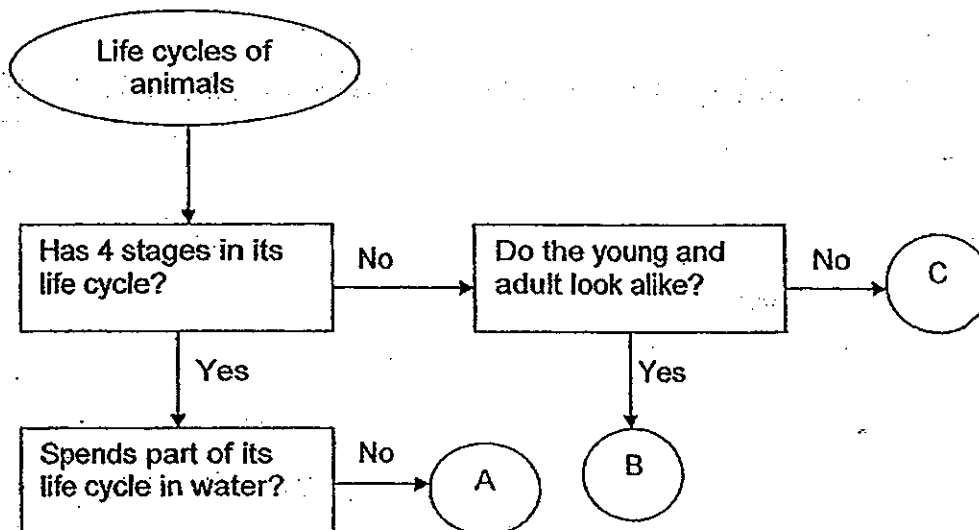 Life cycles of
animals
Has 4 stages in its
life cycle?
No
Do the young and
adult look alike?
No
C
Yes
Yes
Spends part of its
life cycle in water?
No
A
B